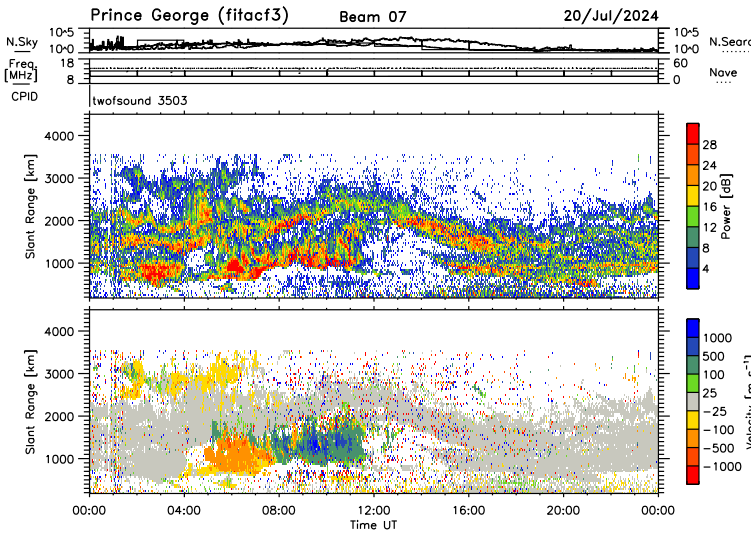 Prince George (fitacf3) Beam 07 20/Jul/2024
N.Sky 10^5 10^0 10^5 10^0 N.Sear
Freq. [MHz] 18 8 60 0 Nave
CPID twofsound 3503
Slant Range [km] 4000 3000 2000 1000
Power [dB] 28 24 20 16 12 8 4
Slant Range [km] 4000 3000 2000 1000
Velocity [m s 1000 500 100 25 -25 -100 -500 -1000
00:00 04:00 08:00 12:00 16:00 20:00 00:00
Time UT